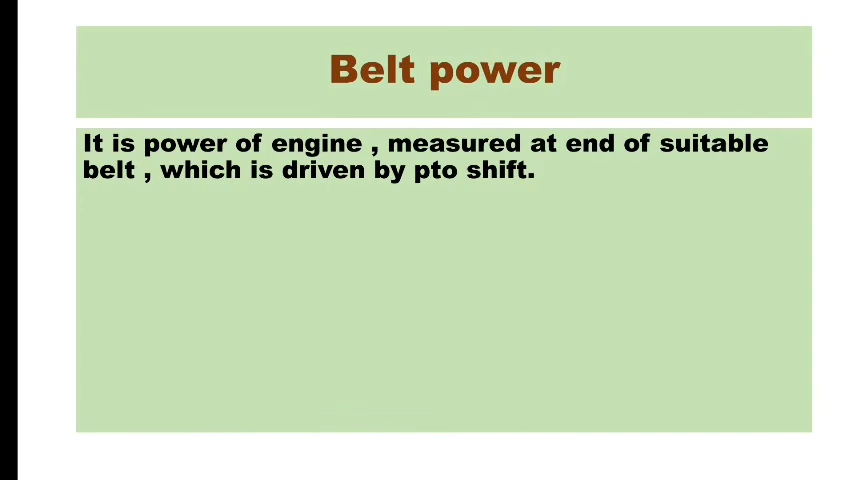 Belt power
It is power of engine , measured at end of suitable
belt , which is driven by pto shift.